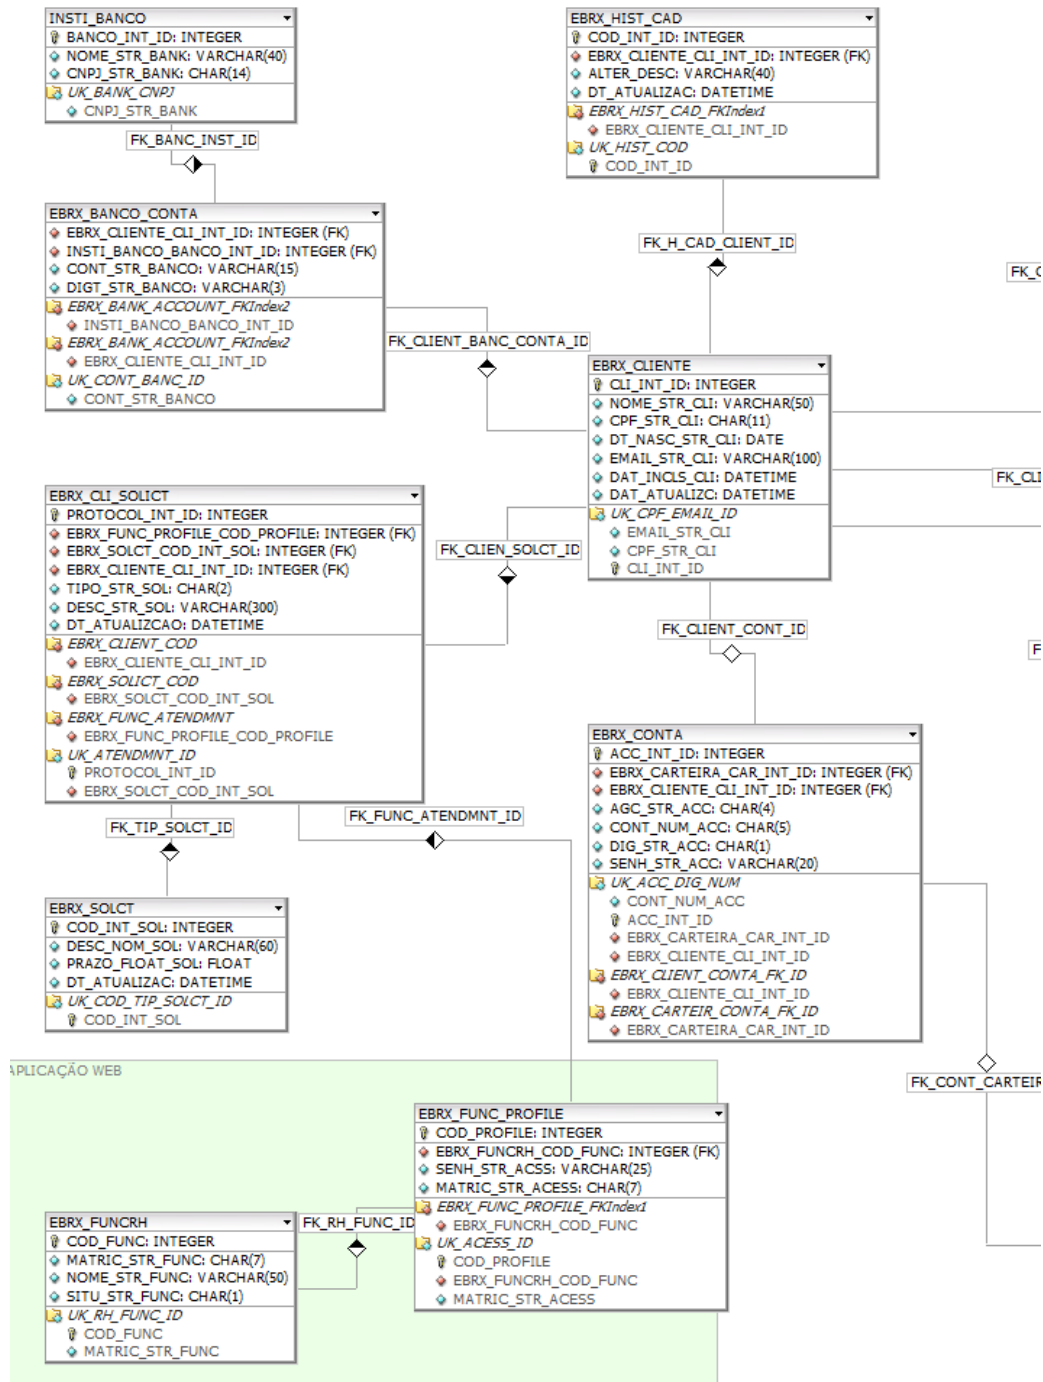 INSTI_BANCO
BANCO_INT_ID: INTEGER
NOME_STR_BANK: VARCHAR(40)
CNPJ_STR_BANK: CHAR(14)
UK_BANK_CNPJ
CNPJ_STR_BANK
FK_BANC_INST_ID
EBRX_HIST_CAD
COD_INT_ID: INTEGER
EBRX_CLIENTE_CLI_INT_ID: INTEGER (FK)
ALTER_DESC: VARCHAR(40)
DT_ATUALIZAC: DATETIME
EBRX_HIST_CAD_FKIndex1
EBRX_CLIENTE_CLI_INT_ID
UK_HIST_COD
COD_INT_ID
FK_H_CAD_CLIENT_ID
FK_C
EBRX_BANCO_CONTA
EBRX_CLIENTE_CLI_INT_ID: INTEGER (FK)
INSTI_BANCO_BANCO_INT_ID: INTEGER (FK)
CONT_STR_BANCO: VARCHAR(15)
DIGT_STR_BANCO: VARCHAR(3)
EBRX_BANK_ACCOUNT_FKIndex2
INSTI_BANCO_BANCO_INT_ID
EBRX_BANK_ACCOUNT_FKIndex2
EBRX_CLIENTE_CLI_INT_ID
UK_CONT_BANC_ID
CONT_STR_BANCO
FK_CLIENT_BANC_CONTA_ID
EBRX_CLIENTE
CLI_INT_ID: INTEGER
NOME_STR_CLI: VARCHAR(50)
CPF_STR_CLI: CHAR(11)
DT_NASC_STR_CLI: DATE
EMAIL_STR_CLI: VARCHAR(100)
DAT_INCLS_CLI: DATETIME
DAT_ATUALIZC: DATETIME
UK_CPF_EMAIL_ID
EMAIL_STR_CLI
CPF_STR_CLI
CLI_INT_ID
FK_CLI
EBRX_CLI_SOLICT
PROTOCOL_INT_ID: INTEGER
EBRX_FUNC_PROFILE_COD_PROFILE: INTEGER (FK)
EBRX_SOLCT_COD_INT_SOL: INTEGER (FK)
EBRX_CLIENTE_CLI_INT_ID: INTEGER (FK)
TIPO_STR_SOL: CHAR(2)
DESC_STR_SOL: VARCHAR(300)
DT_ATUALIZCAO: DATETIME
EBRX_CLIENT_COD
EBRX_CLIENTE_CLI_INT_ID
EBRX_SOLICT_COD
EBRX_SOLCT_COD_INT_SOL
EBRX_FUNC_ATENDMNT
EBRX_FUNC_PROFILE_COD_PROFILE
UK_ATENDMNT_ID
PROTOCOL_INT_ID
EBRX_SOLCT_COD_INT_SOL
FK_CLIEN_SOLCT_ID
FK_CLIENT_CONT_ID
F
FK_TIP_SOLCT_ID
FK_FUNC_ATENDMNT_ID
EBRX_CONTA
ACC_INT_ID: INTEGER
EBRX_CARTEIRA_CAR_INT_ID: INTEGER (FK)
EBRX_CLIENTE_CLI_INT_ID: INTEGER (FK)
AGC_STR_ACC: CHAR(4)
CONT_NUM_ACC: CHAR(5)
DIG_STR_ACC: CHAR(1)
SENH_STR_ACC: VARCHAR(20)
UK_ACC_DIG_NUM
CONT_NUM_ACC
ACC_INT_ID
EBRX_CARTEIRA_CAR_INT_ID
EBRX_CLIENTE_CLI_INT_ID
EBRX_CLIENT_CONTA_FK_ID
EBRX_CLIENTE_CLI_INT_ID
EBRX_CARTEIR_CONTA_FK_ID
EBRX_CARTEIRA_CAR_INT_ID
FK_CONT_CARTEIR
EBRX_SOLCT
COD_INT_SOL: INTEGER
DESC_NOM_SOL: VARCHAR(60)
PRAZO_FLOAT_SOL: FLOAT
DT_ATUALIZAC: DATETIME
UK_COD_TIP_SOLCT_ID
COD_INT_SOL
APLICAÇÃO WEB
EBRX_FUNC_PROFILE
COD_PROFILE: INTEGER
EBRX_FUNCRH_COD_FUNC: INTEGER (FK)
SENH_STR_ACSS: VARCHAR(25)
MATRIC_STR_ACESS: CHAR(7)
EBRX_FUNC_PROFILE_FKIndex1
EBRX_FUNCRH_COD_FUNC
UK_ACESS_ID
COD_PROFILE
EBRX_FUNCRH_COD_FUNC
MATRIC_STR_ACESS
FK_RH_FUNC_ID
EBRX_FUNCRH
COD_FUNC: INTEGER
MATRIC_STR_FUNC: CHAR(7)
NOME_STR_FUNC: VARCHAR(50)
SITU_STR_FUNC: CHAR(1)
UK_RH_FUNC_ID
COD_FUNC
MATRIC_STR_FUNC